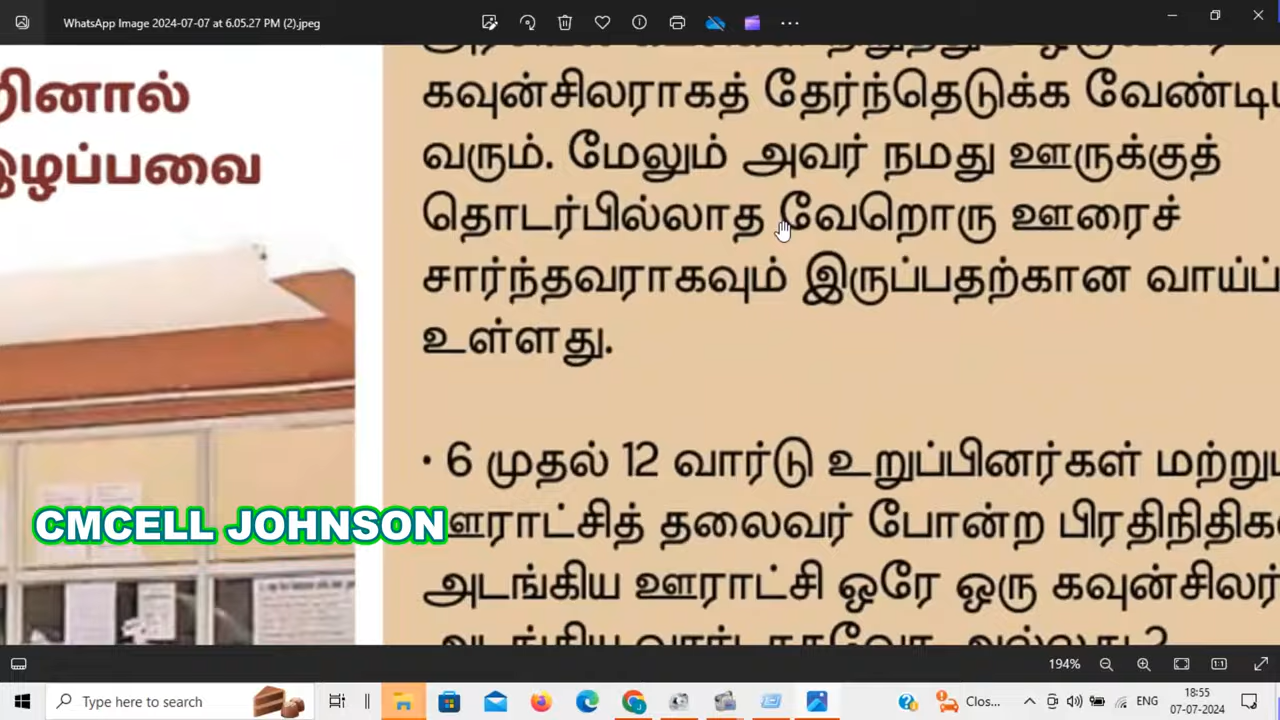 WhatsApp Image 2024-07-07 at 6.05.27 PM (2).jpeg
இழப்பவை
கவுன்சிலராகத் தேர்ந்தெடுக்க
வரும். மேலும் அவர் நமது ஊருக்குத்
தொடர்பில்லாத வேறொரு ஊரைச்
சார்ந்தவராகவும் இருப்பதற்கான
உள்ளது.
• 6 முதல் 12 வார்டு உறுப்பினர்கள்
CMCELL JOHNSON
ஊராட்சித் தலைவர் போன்ற
அடங்கிய ஊராட்சி ஒரே ஒரு கவுன்சிலர்
194%
1:1
Type here to search
Clos...
ENG
18:55
07-07-2024